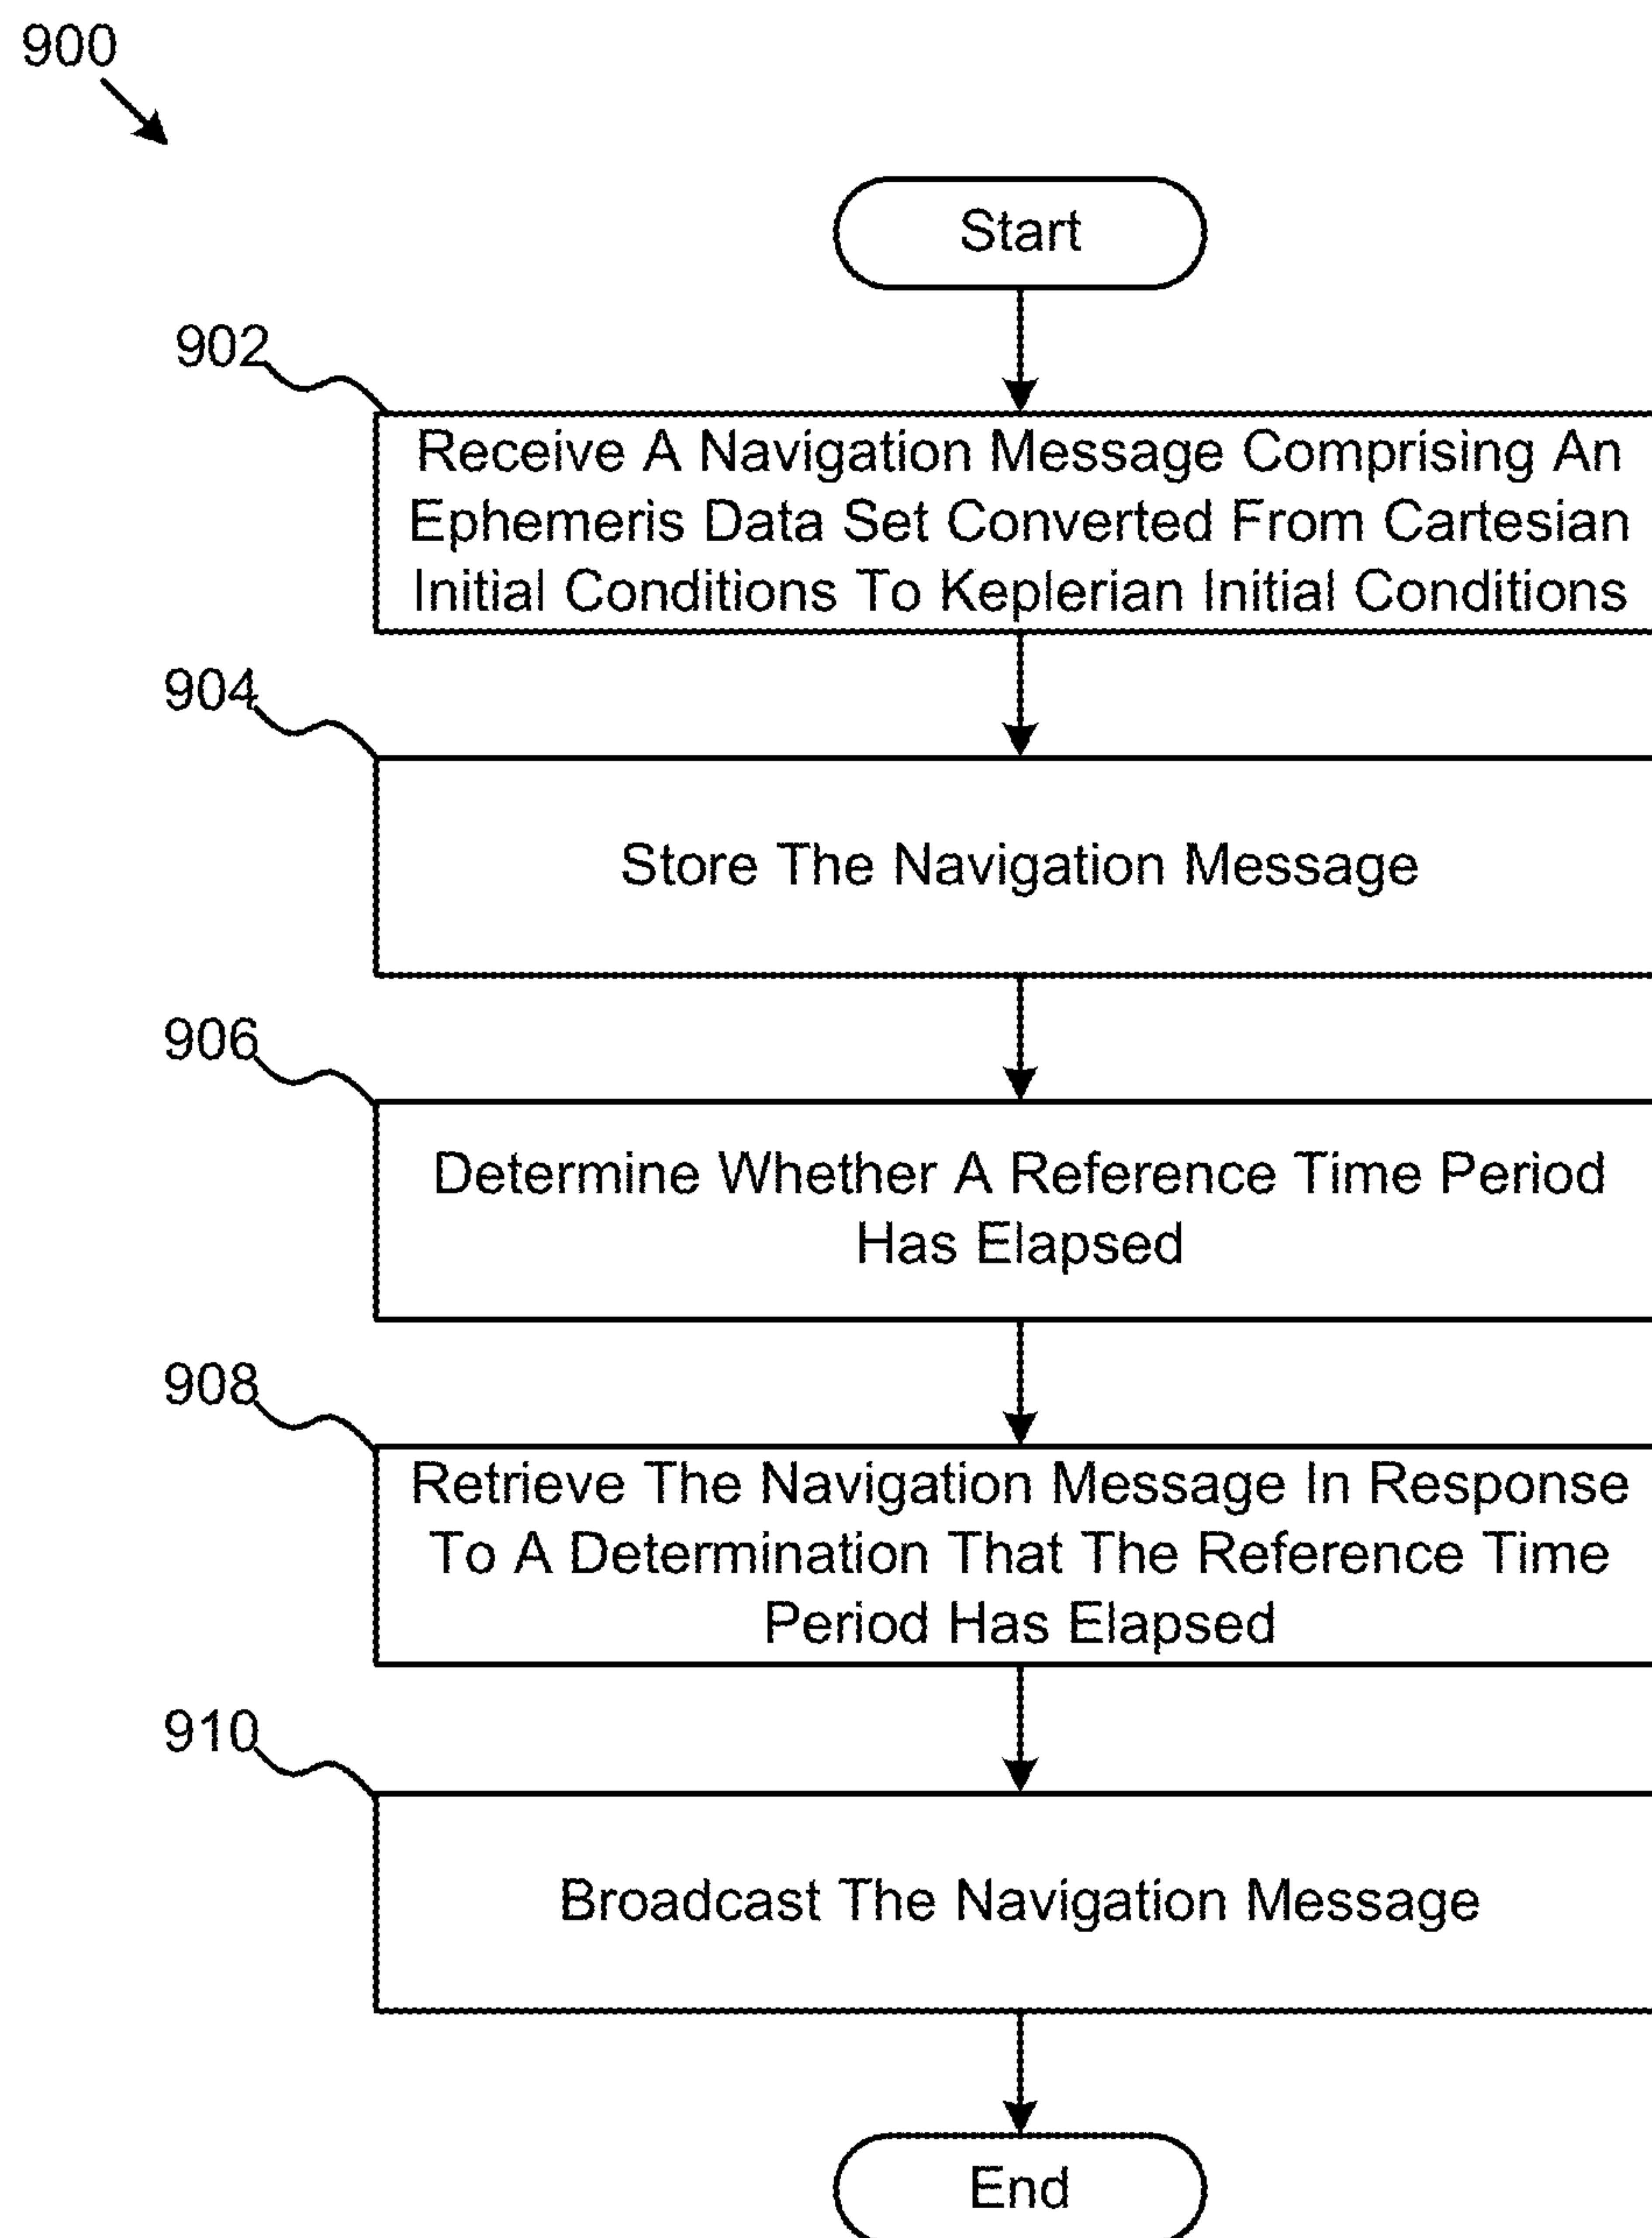 900
Start
902
Receive A Navigation Message Comprising An
Ephemeris Data Set Converted From Cartesian
Initial Conditions To Keplerian Initial Conditions
904
Store The Navigation Message
906
Determine Whether A Reference Time Period
Has Elapsed
908
Retrieve The Navigation Message In Response
To A Determination That The Reference Time
Period Has Elapsed
910
Broadcast The Navigation Message
End